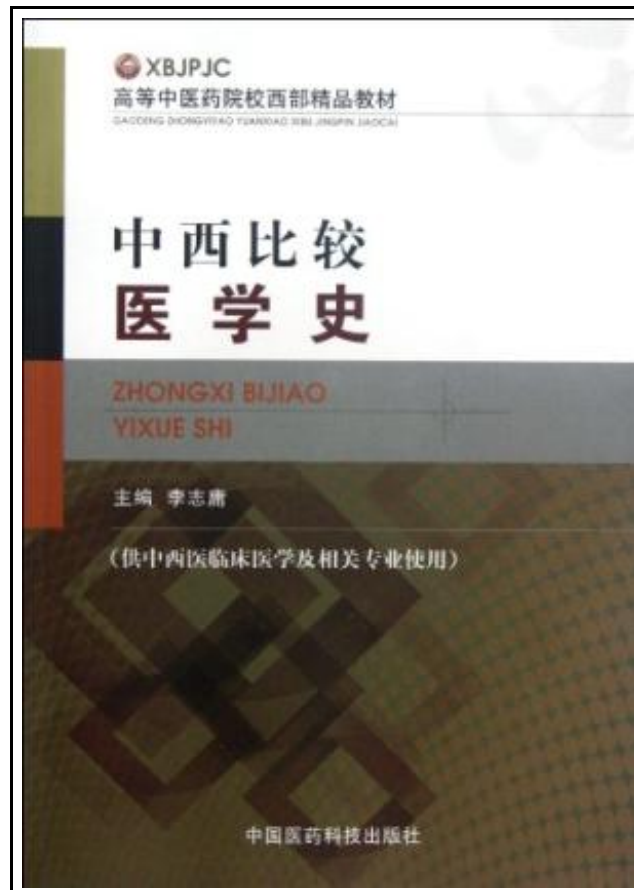 XBJPJC
高等中医药院校西部精品教材
GAODENG ZHONGYIYAO YUANXIAO XIBU JINGPIN JIAOCAI
中西比较
医学史
ZHONGXI BIJIAO
YIXUE SHI
主编 李志庸
(供中西医临床医学及相关专业使用)
中国医药科技出版社